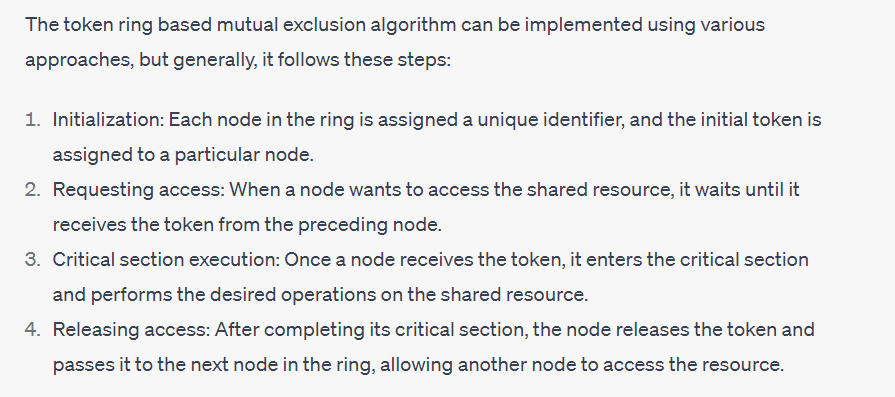 The token ring based mutual exclusion algorithm can be implemented using various
approaches, but generally, it follows these steps:
1. Initialization: Each node in the ring is assigned a unique identifier, and the initial token is
assigned to a particular node.
2. Requesting access: When a node wants to access the shared resource, it waits until it
receives the token from the preceding node.
3. Critical section execution: Once a node receives the token, it enters the critical section
and performs the desired operations on the shared resource.
4. Releasing access: After completing its critical section, the node releases the token and
passes it to the next node in the ring, allowing another node to access the resource.